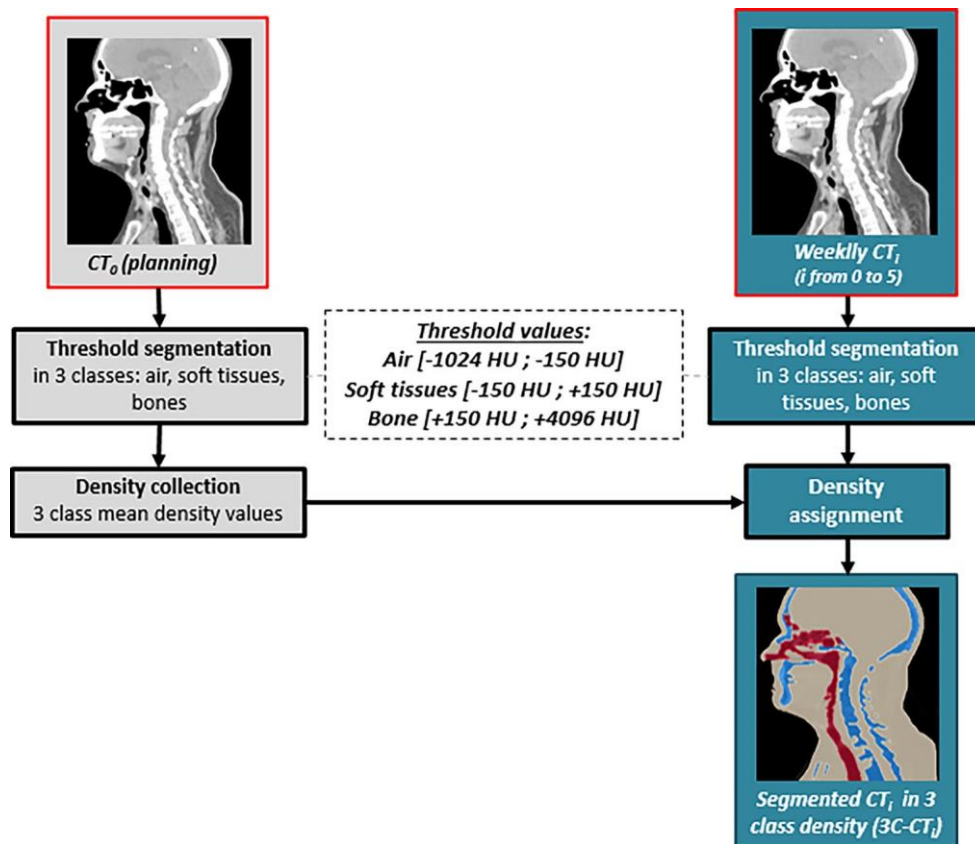 CT₀ (planning)
Weeklly CTᵢ
(i from 0 to 5)
Threshold segmentation
in 3 classes: air, soft tissues,
bones
Threshold values:
Air [-1024 HU ; -150 HU]
Soft tissues [-150 HU ; +150 HU]
Bone [+150 HU ; +4096 HU]
Threshold segmentation
in 3 classes: air, soft
tissues, bones
Density collection
3 class mean density values
Density
assignment
Segmented CTᵢ in 3
class density (3C-CTᵢ)